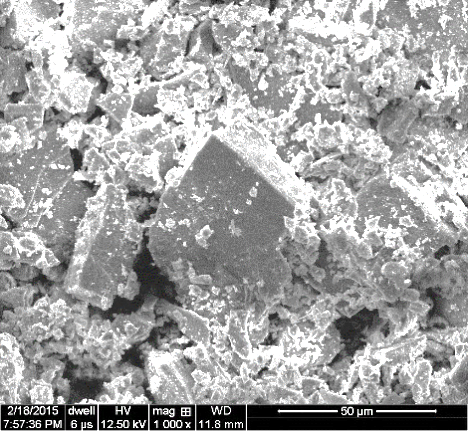 2/18/2015 dwell HV mag ⊞ WD 50 µm
7:57:36 PM 6 µs 12.50 kV 1 000 x 11.8 mm